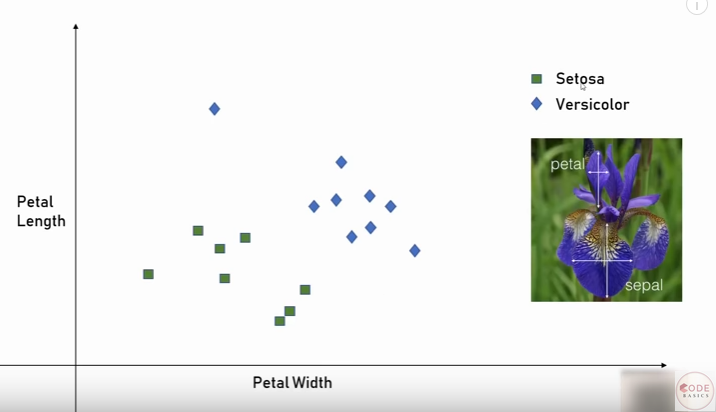 Setosa
Versicolor
petal
Petal
Length
sepal
Petal Width
CODE
BASICS